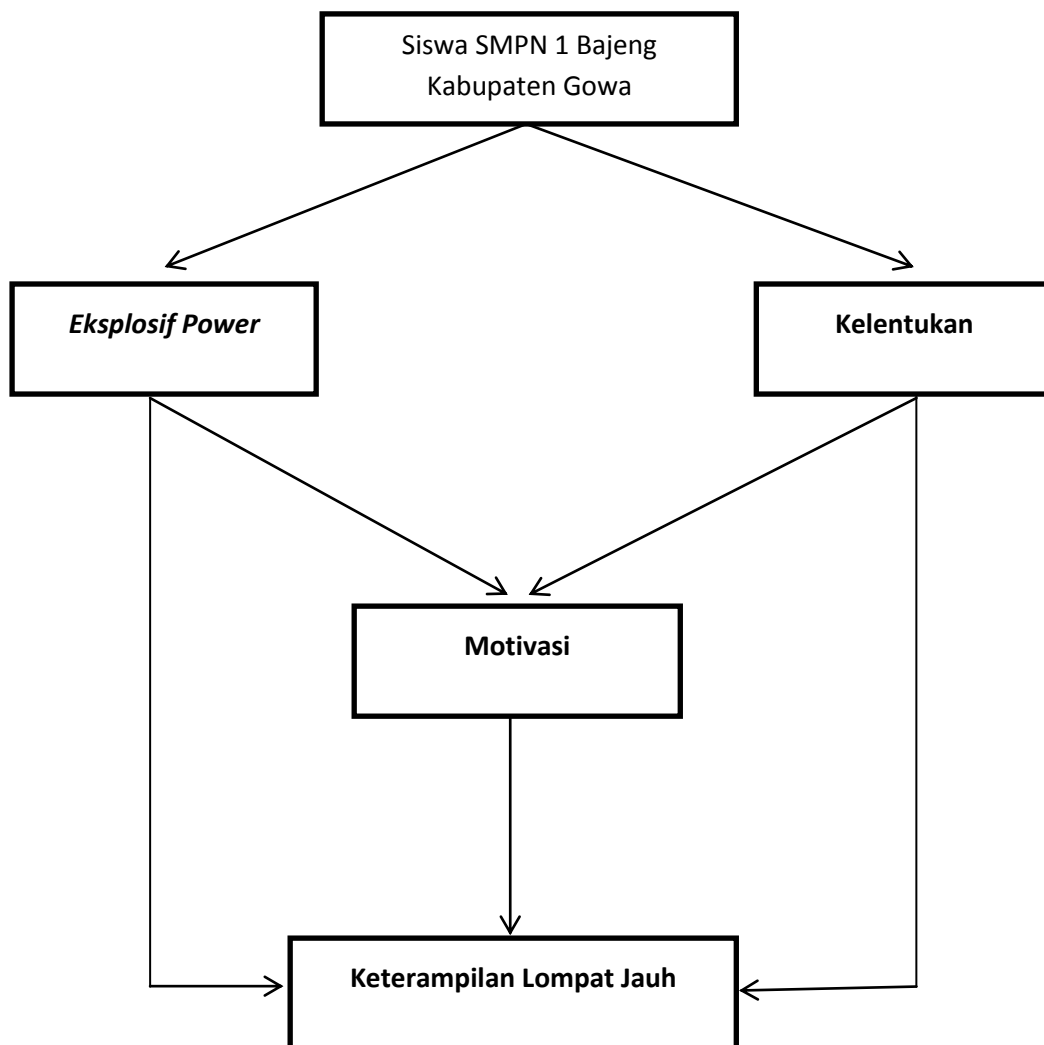 Siswa SMPN 1 Bajeng
Kabupaten Gowa
Eksplosif Power
Kelentukan
Motivasi
Keterampilan Lompat Jauh